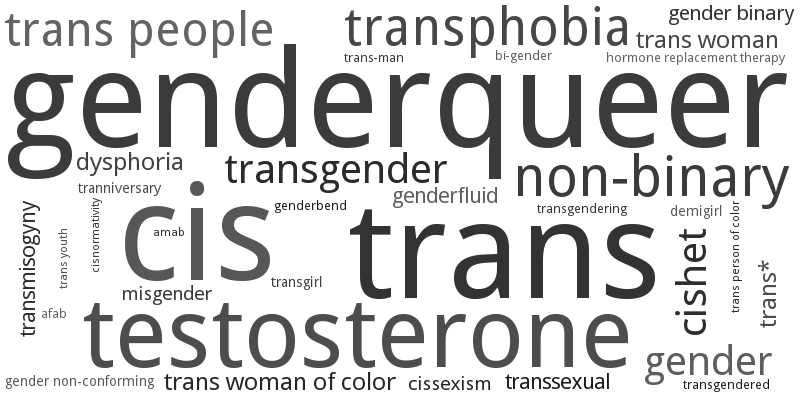 trans people
transphobia
gender binary
trans woman
trans-man
bi-gender
hormone replacement therapy
genderqueer
dysphoria
transgender
non-binary
tranniversary
genderfluid
cis
amab
genderbend
trans
transgendering
demigirl
transmisogyny
trans youth
cisnormativity
cishet
trans person of color
trans*
transgirl
misgender
afab
testosterone
gender
gender non-conforming
trans woman of color
cissexism
transsexual
transgendered